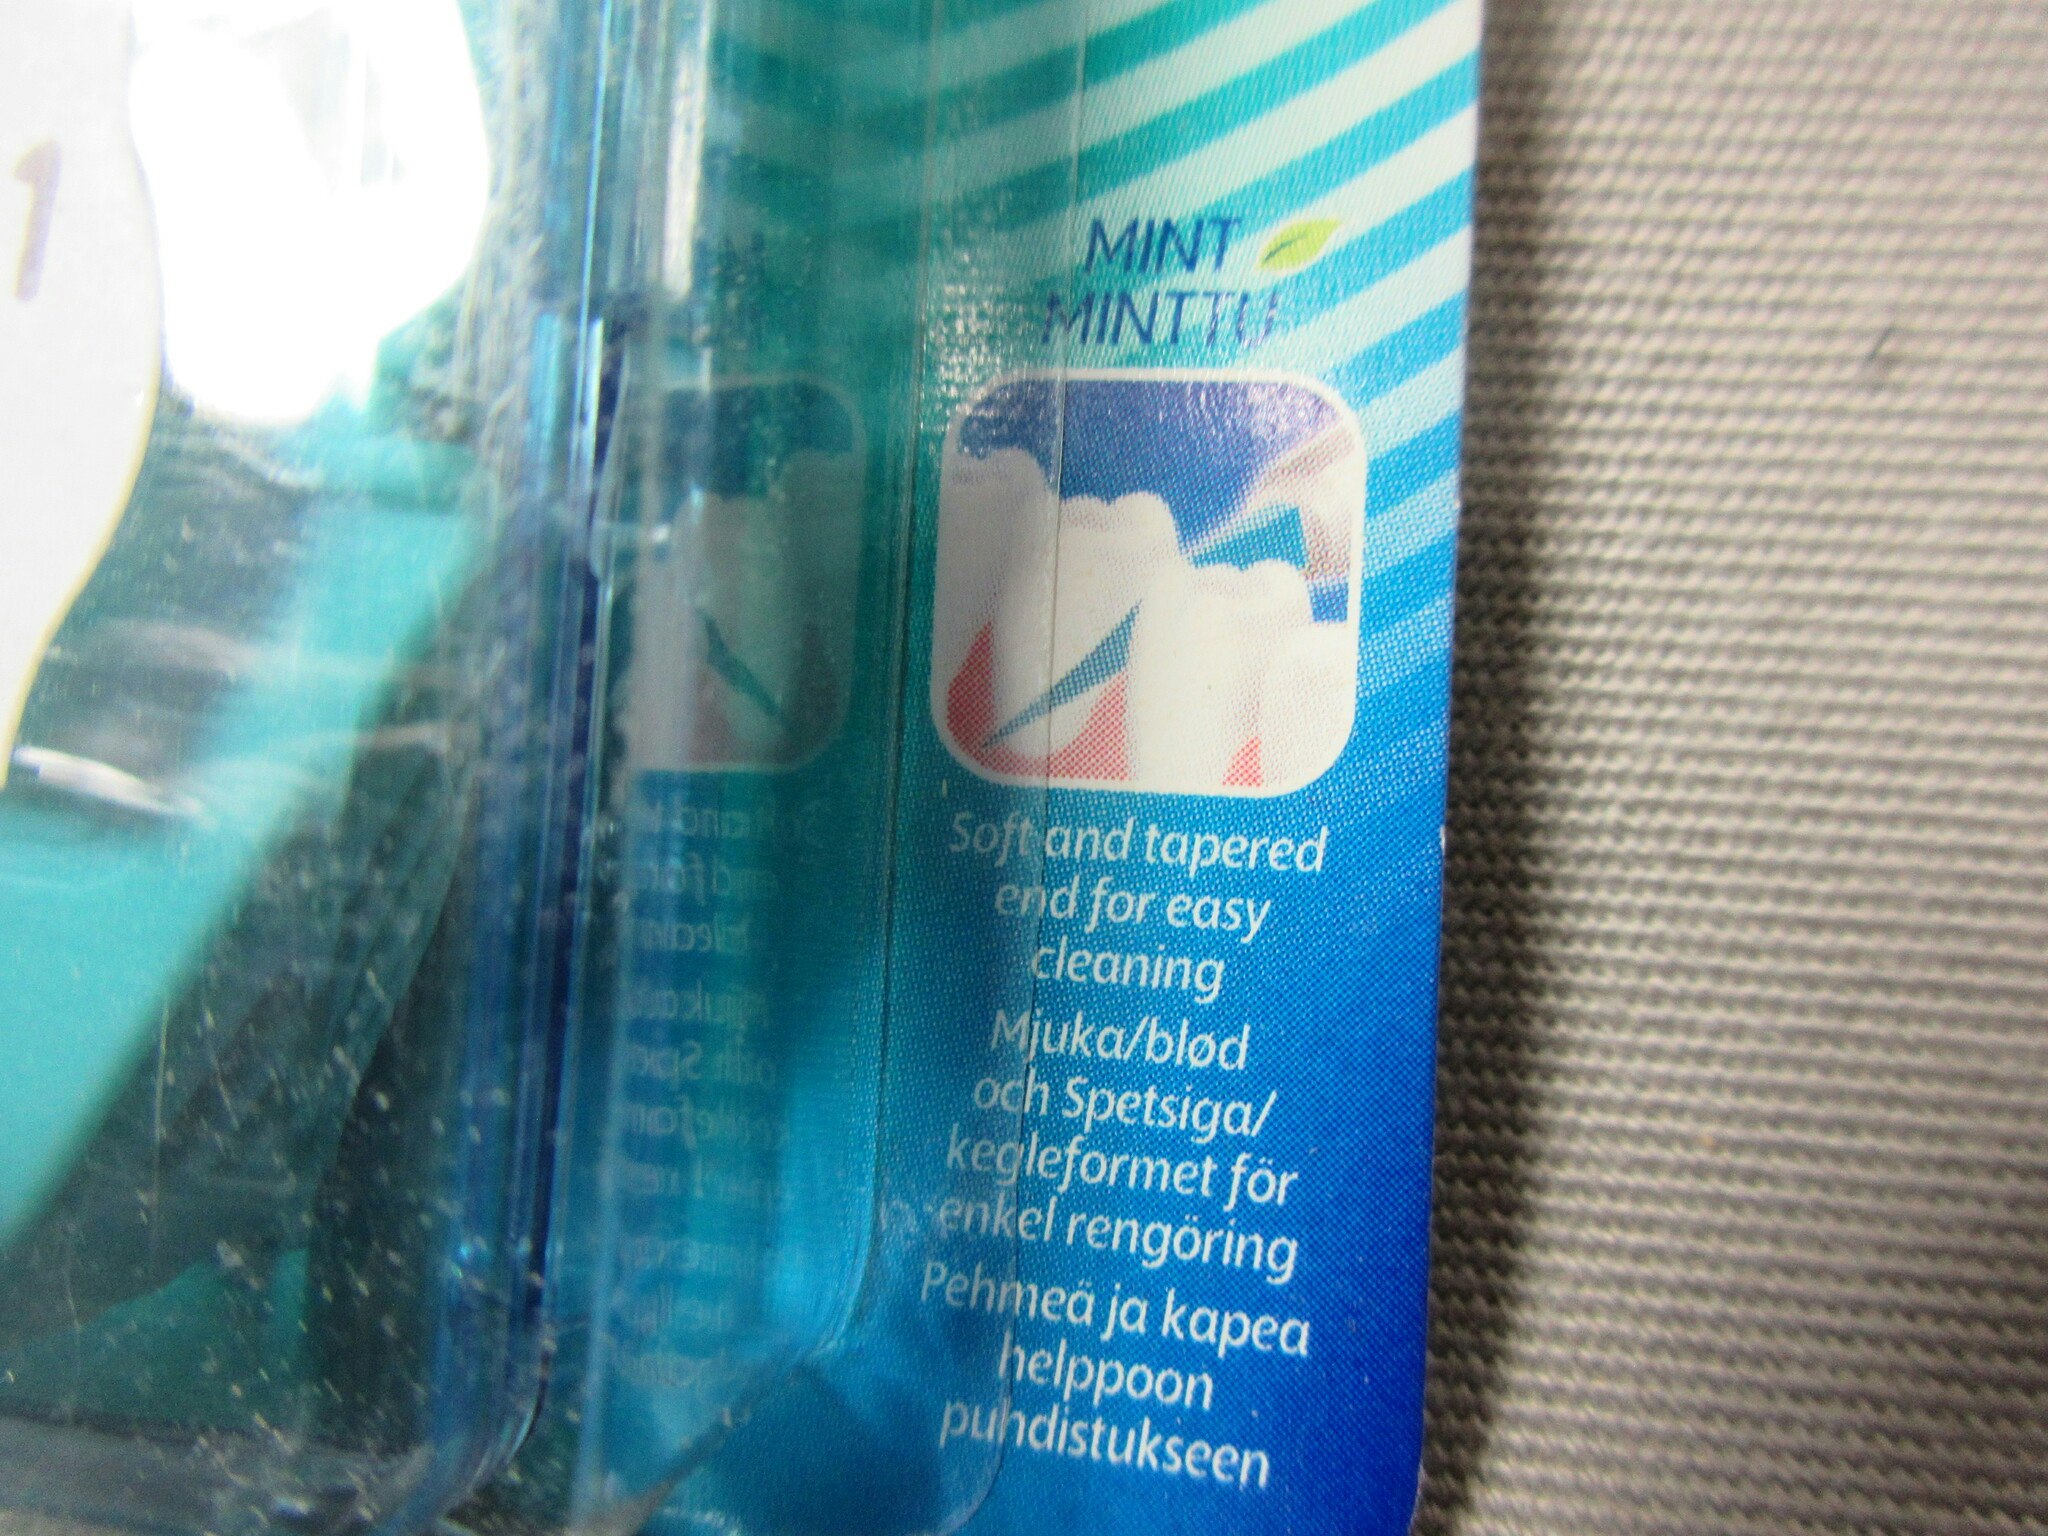 1
MINT
MINTTU
Soft and tapered
end for easy
cleaning
Mjuka/blød
och Spetsiga/
kegleformet för
enkel rengöring
Pehmeä ja kapea
helppoon
puhdistukseen